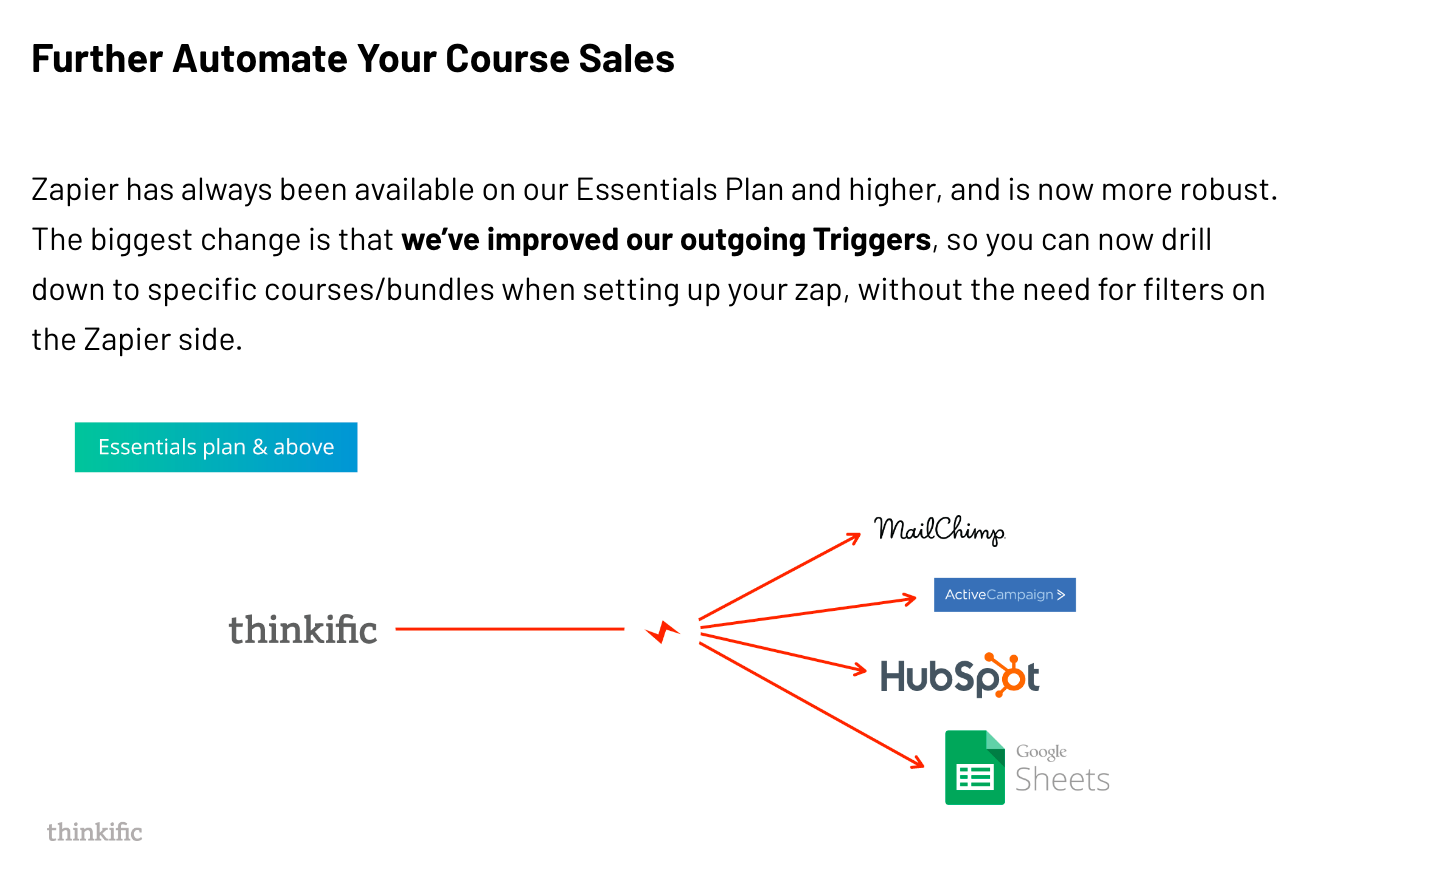 Further Automate Your Course Sales
Zapier has always been available on our Essentials Plan and higher, and is now more robust.
The biggest change is that we’ve improved our outgoing Triggers, so you can now drill
down to specific courses/bundles when setting up your zap, without the need for filters on
the Zapier side.
Essentials plan & above
MailChimp
ActiveCampaign >
thinkific
HubSpot
Google
Sheets
thinkific